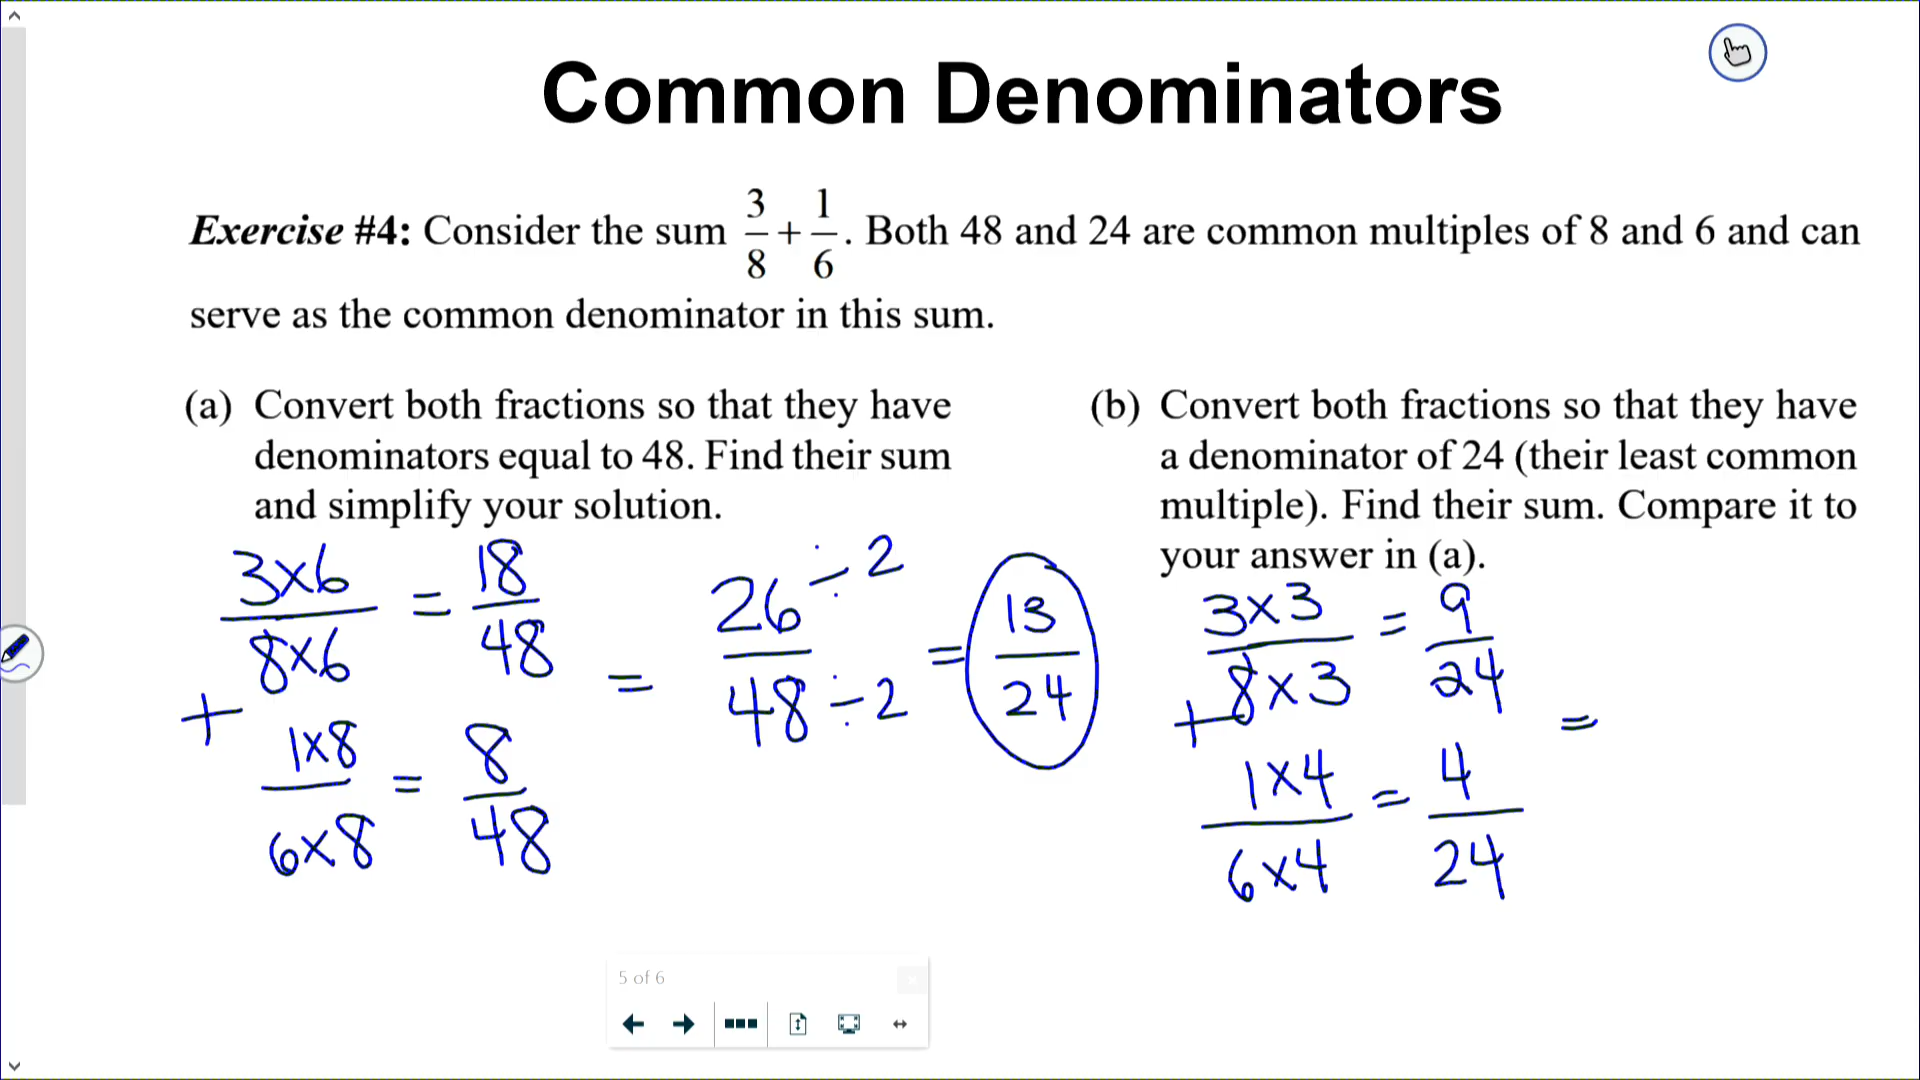 Common Denominators
Exercise #4: Consider the sum 3/8 + 1/6. Both 48 and 24 are common multiples of 8 and 6 and can
serve as the common denominator in this sum.
(a) Convert both fractions so that they have
denominators equal to 48. Find their sum
and simplify your solution.
3x6/8x6 = 18/48
+
1x8/6x8 = 8/48
= 26÷2/48÷2 = 13/24
(b) Convert both fractions so that they have
a denominator of 24 (their least common
multiple). Find their sum. Compare it to
your answer in (a).
3x3/8x3 = 9/24
+
1x4/6x4 = 4/24
=
5 of 6